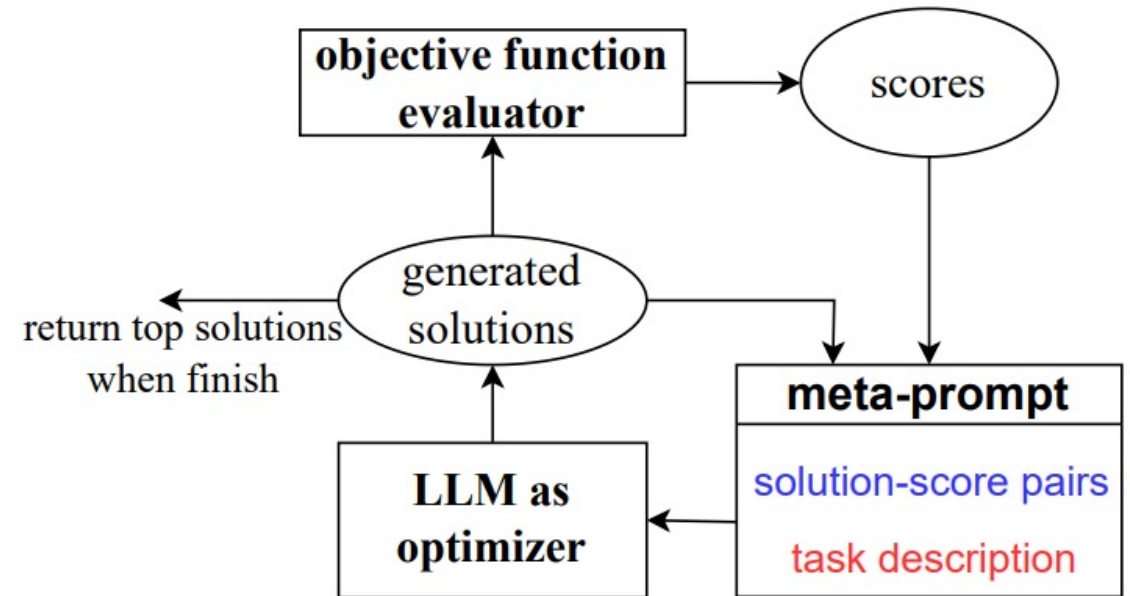 objective function
evaluator
scores
generated
solutions
return top solutions
when finish
meta-prompt
solution-score pairs
task description
LLM as
optimizer